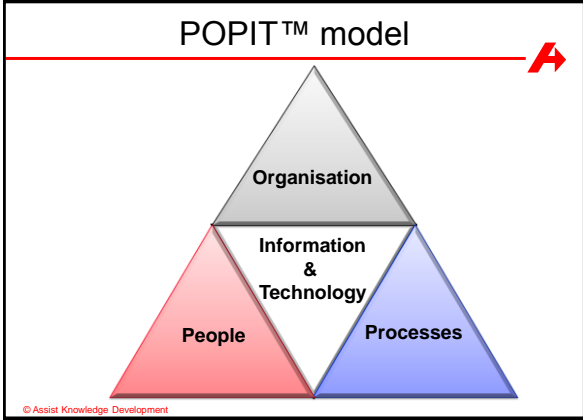 POPIT™ model
Organisation
Information
&
Technology
People
Processes
© Assist Knowledge Development